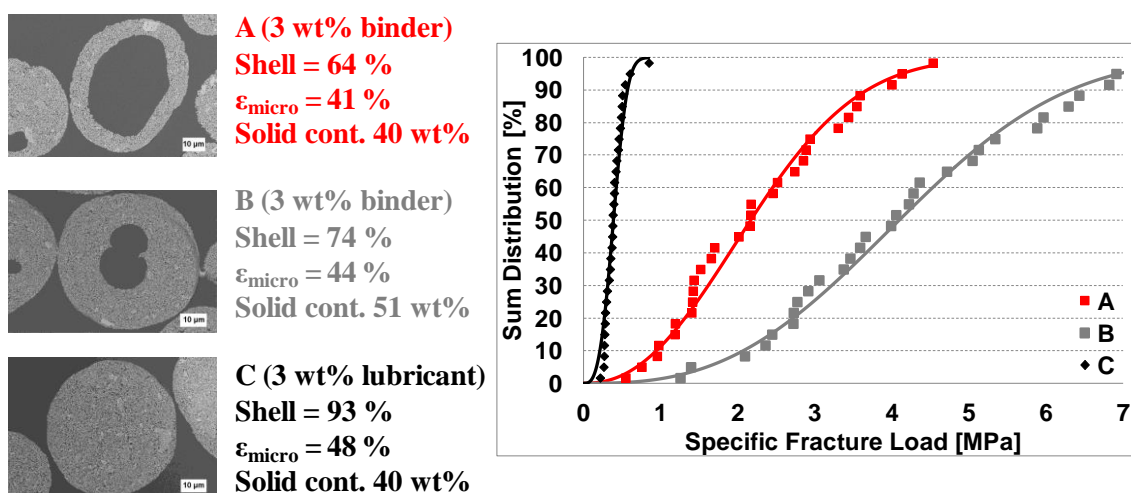 A (3 wt% binder)
Shell = 64 %
εmicro = 41 %
Solid cont. 40 wt%
10 µm
B (3 wt% binder)
Shell = 74 %
εmicro = 44 %
Solid cont. 51 wt%
10 µm
C (3 wt% lubricant)
Shell = 93 %
εmicro = 48 %
Solid cont. 40 wt%
10 µm
Sum Distribution [%]
100
90
80
70
60
50
40
30
20
10
0
A
B
C
0 1 2 3 4 5 6 7
Specific Fracture Load [MPa]